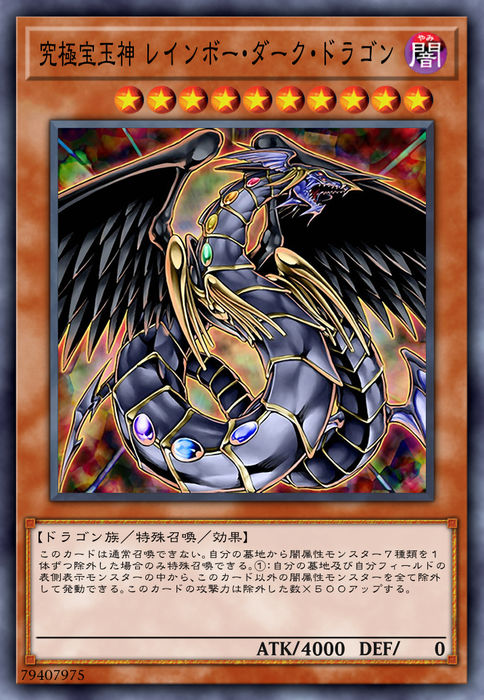 究極宝玉神 レインボー・ダーク・ドラゴン
やみ
闇
【ドラゴン族／特殊召喚／効果】
このカードは通常召喚できない。自分の墓地から闇属性モンスター７種類を１
体ずつ除外した場合のみ特殊召喚できる。①：自分の墓地及び自分フィールドの
表側表示モンスターの中から、このカード以外の闇属性モンスターを全て除外
して発動できる。このカードの攻撃力は除外した数×５００アップする。
ATK/4000 DEF/ 0
79407975